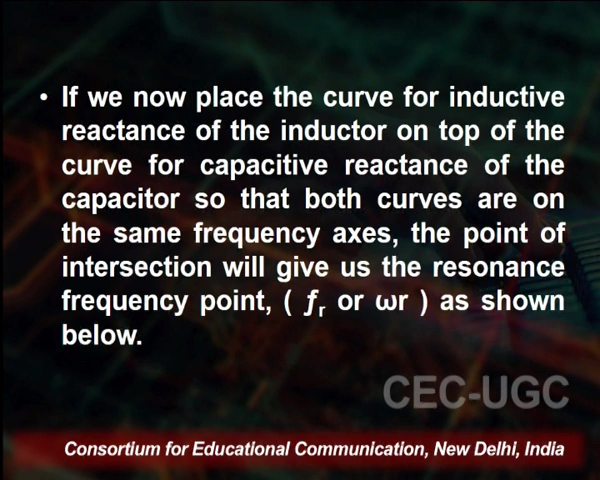 • If we now place the curve for inductive
reactance of the inductor on top of the
curve for capacitive reactance of the
capacitor so that both curves are on
the same frequency axes, the point of
intersection will give us the resonance
frequency point, ( ƒr or ωr ) as shown
below.
CEC-UGC
Consortium for Educational Communication, New Delhi, India